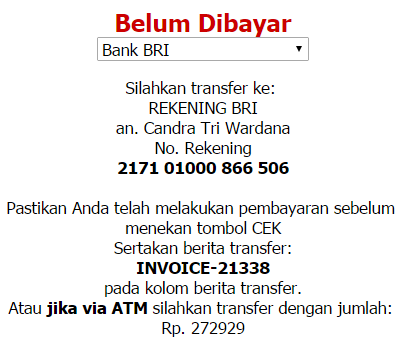 Belum Dibayar
Bank BRI
Silahkan transfer ke:
REKENING BRI
an. Candra Tri Wardana
No. Rekening
2171 01000 866 506
Pastikan Anda telah melakukan pembayaran sebelum
menekan tombol CEK
Sertakan berita transfer:
INVOICE-21338
pada kolom berita transfer.
Atau jika via ATM silahkan transfer dengan jumlah:
Rp. 272929